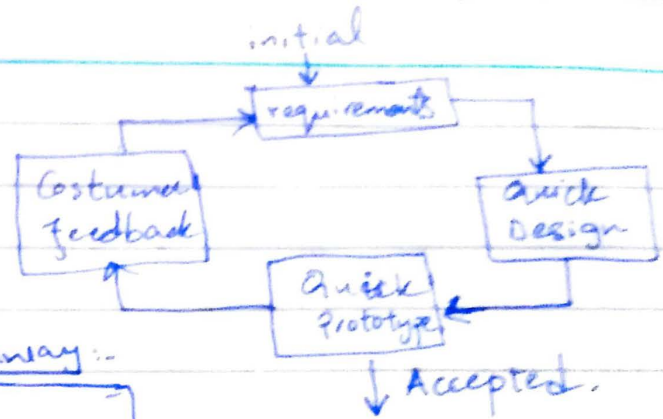 initial
requirements
Costumer
feedback
Quick
Design
Quick
Prototype
Accepted.